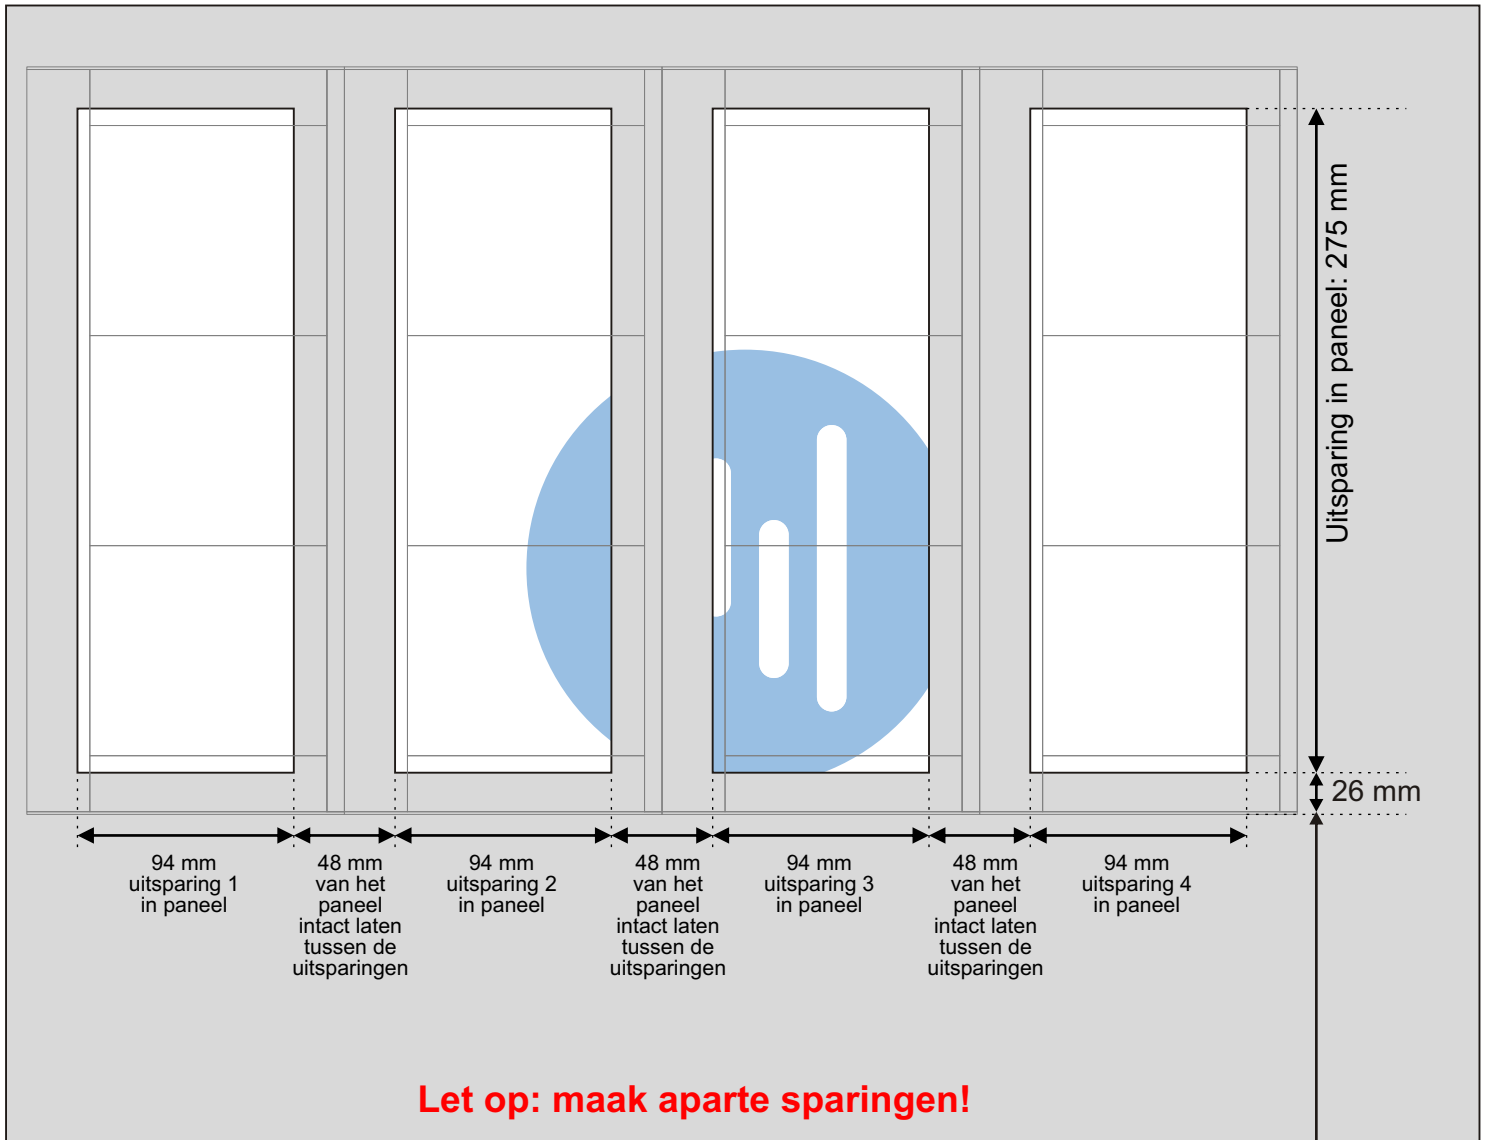 Uitsparing in paneel: 275 mm
26 mm
94 mm
uitsparing 1
in paneel
48 mm
van het
paneel
intact laten
tussen de
uitsparingen
94 mm
uitsparing 2
in paneel
48 mm
van het
paneel
intact laten
tussen de
uitsparingen
94 mm
uitsparing 3
in paneel
48 mm
van het
paneel
intact laten
tussen de
uitsparingen
94 mm
uitsparing 4
in paneel
Let op: maak aparte sparingen!